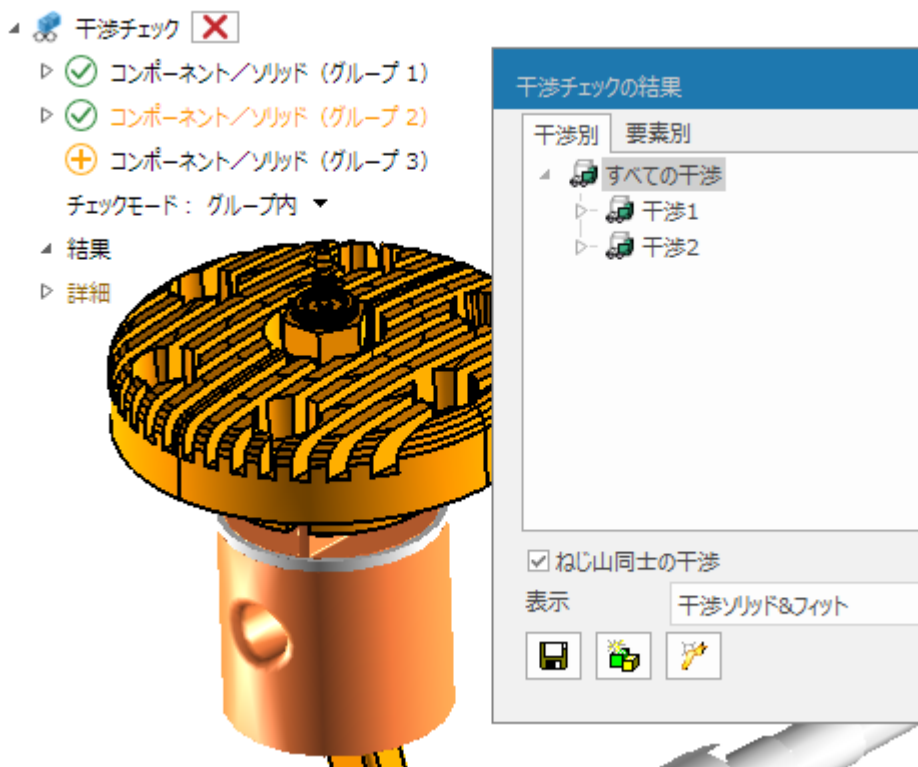 干渉チェック
コンポーネント／ソリッド（グループ 1）
コンポーネント／ソリッド（グループ 2）
コンポーネント／ソリッド（グループ 3）
チェックモード： グループ内
結果
詳細
干渉チェックの結果
干渉別 要素別
すべての干渉
干渉1
干渉2
ねじ山同士の干渉
表示 干渉ソリッド&フィット